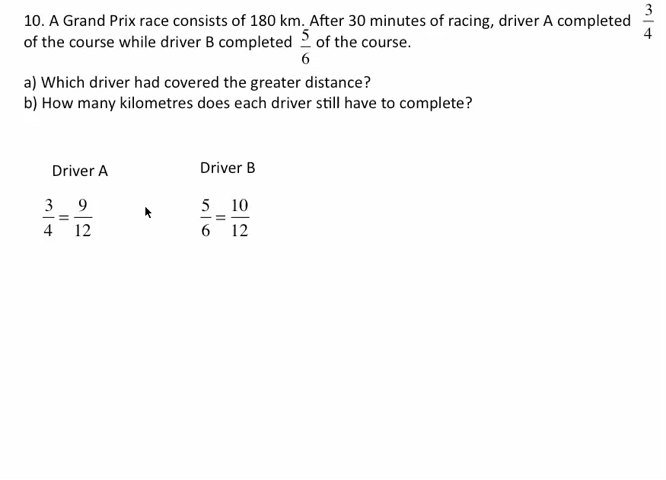 10. A Grand Prix race consists of 180 km. After 30 minutes of racing, driver A completed 3/4
of the course while driver B completed 5/6 of the course.
a) Which driver had covered the greater distance?
b) How many kilometres does each driver still have to complete?
Driver A Driver B
3/4 = 9/12 5/6 = 10/12